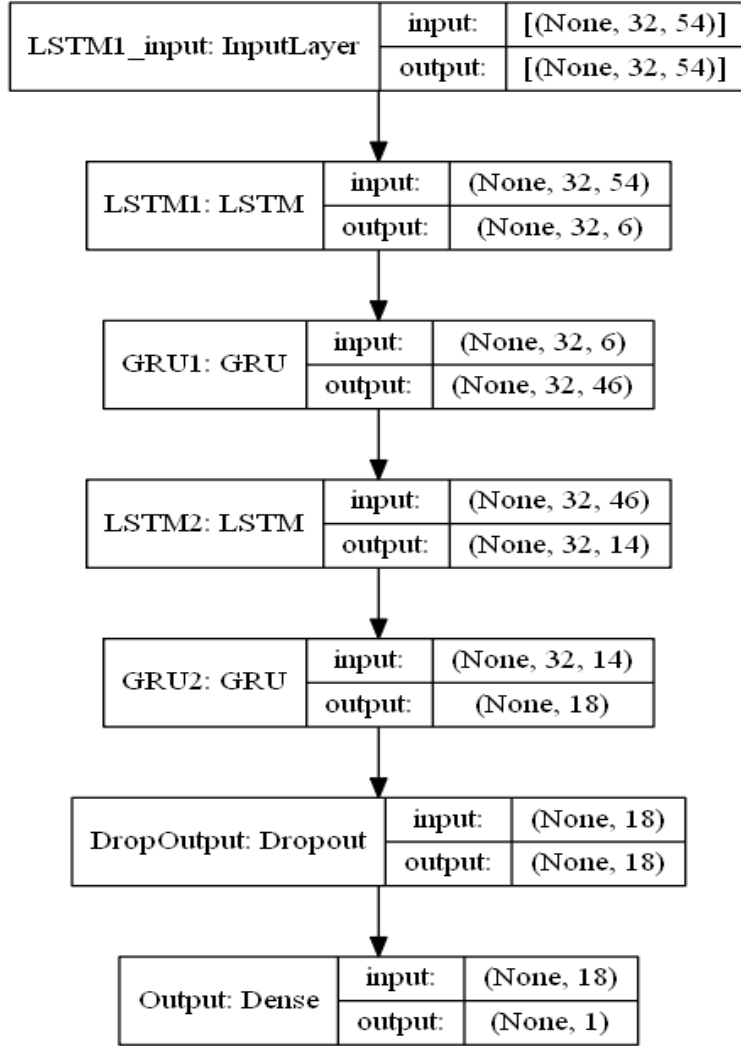 LSTM1_input: InputLayer
input: [(None, 32, 54)]
output: [(None, 32, 54)]
LSTM1: LSTM
input: (None, 32, 54)
output: (None, 32, 6)
GRU1: GRU
input: (None, 32, 6)
output: (None, 32, 46)
LSTM2: LSTM
input: (None, 32, 46)
output: (None, 32, 14)
GRU2: GRU
input: (None, 32, 14)
output: (None, 18)
DropOutput: Dropout
input: (None, 18)
output: (None, 18)
Output: Dense
input: (None, 18)
output: (None, 1)